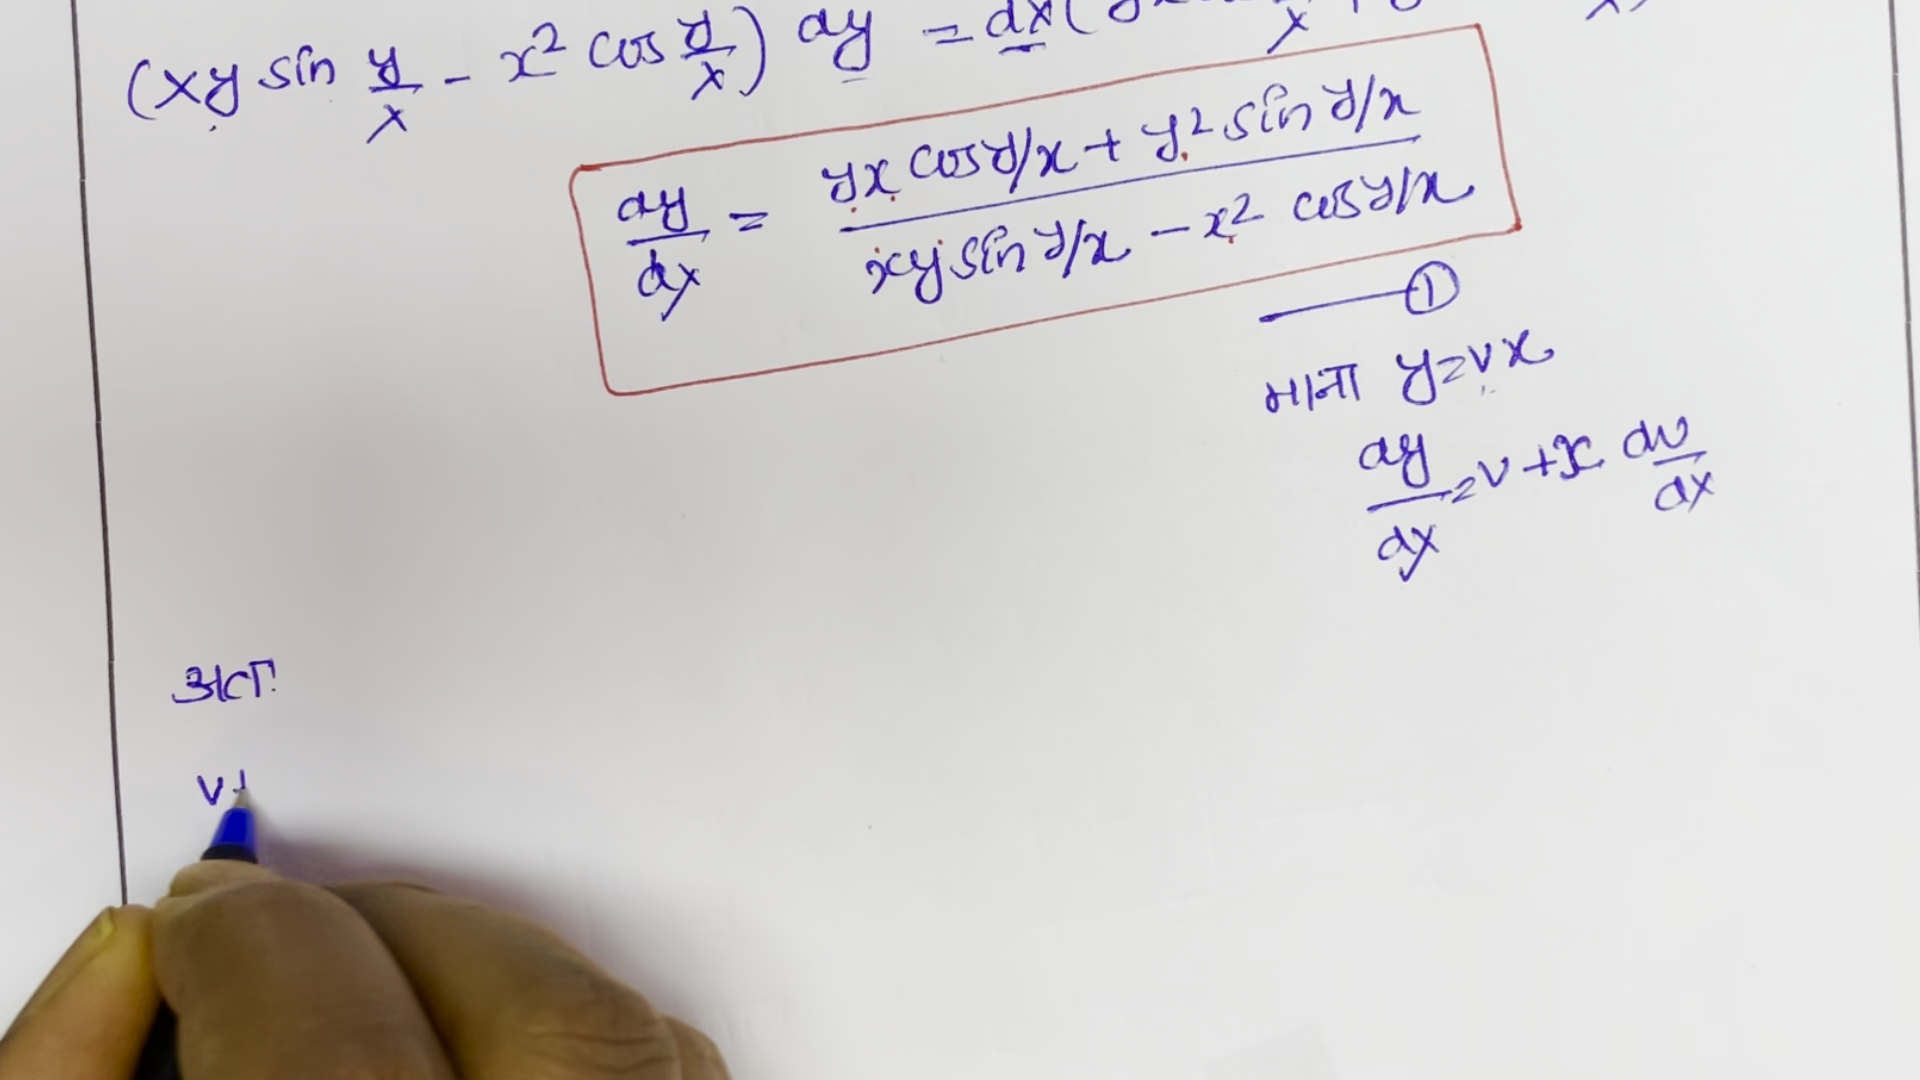 (xy sin y/x - x² cos y/x) dy = dx(
dy/dx = yx cos y/x + y² sin y/x / xy sin y/x - x² cos y/x
①
माना y=vx
dy/dx = v + x dv/dx
अतः
v+